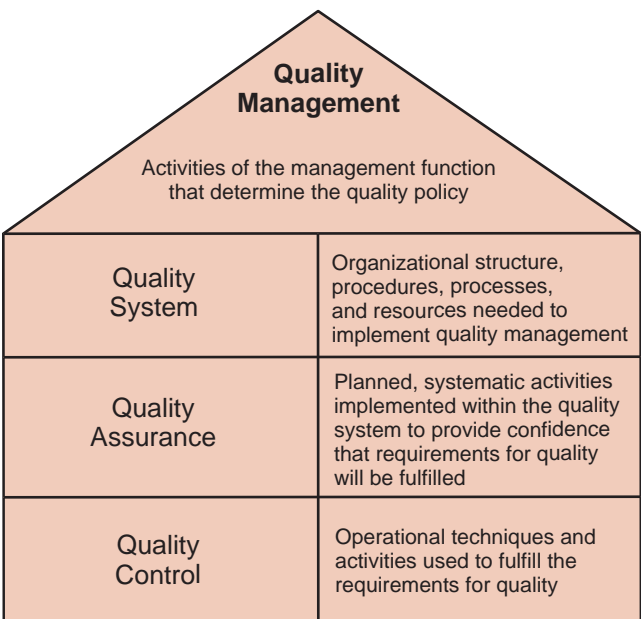 Quality
Management
Activities of the management function
that determine the quality policy
Quality
System
Organizational structure,
procedures, processes,
and resources needed to
implement quality management
Quality
Assurance
Planned, systematic activities
implemented within the quality
system to provide confidence
that requirements for quality
will be fulfilled
Quality
Control
Operational techniques and
activities used to fulfill the
requirements for quality